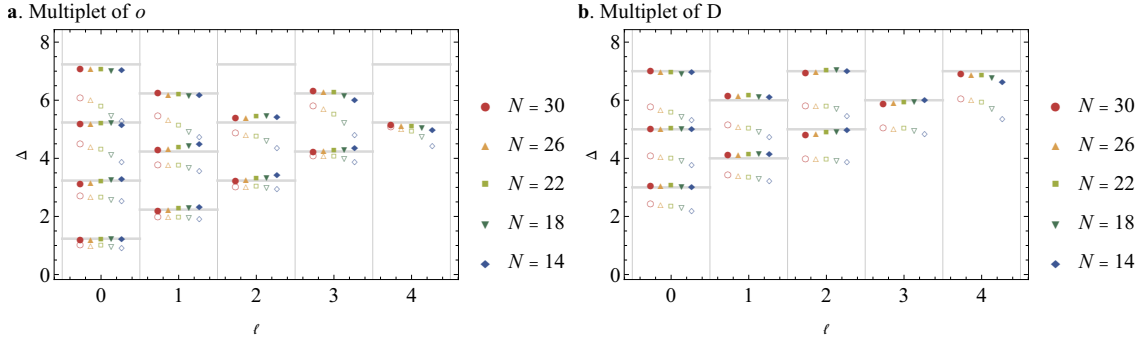 a. Multiplet of o
8
6
4
2
0
Δ
0 1 2 3 4
ℓ
N = 30
N = 26
N = 22
N = 18
N = 14
b. Multiplet of D
8
6
4
2
0
Δ
0 1 2 3 4
ℓ
N = 30
N = 26
N = 22
N = 18
N = 14